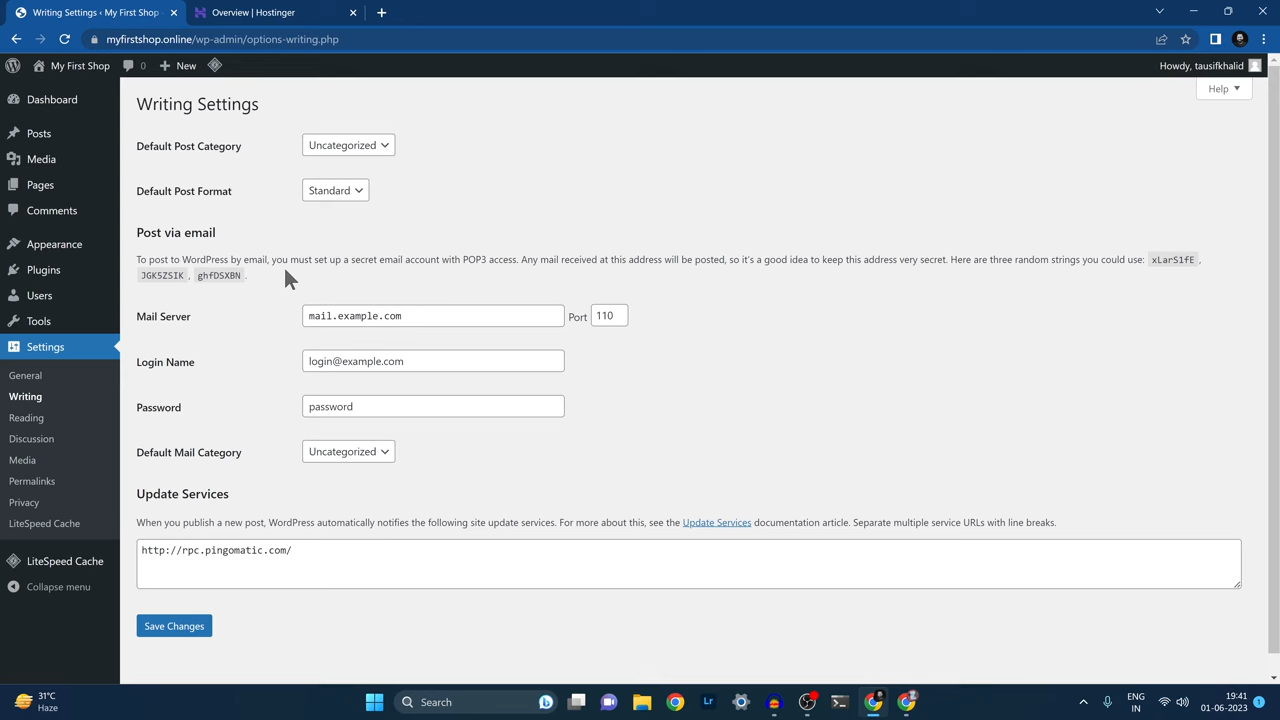 Writing Settings ‹ My First Shop
Overview | Hostinger
myfirstshop.online/wp-admin/options-writing.php
My First Shop
0
New
Howdy, tausifkhalid
Help
Dashboard
Posts
Media
Pages
Comments
Appearance
Plugins
Users
Tools
Settings
General
Writing
Reading
Discussion
Media
Permalinks
Privacy
LiteSpeed Cache
LiteSpeed Cache
Collapse menu
Writing Settings
Default Post Category
Uncategorized
Default Post Format
Standard
Post via email
To post to WordPress by email, you must set up a secret email account with POP3 access. Any mail received at this address will be posted, so it’s a good idea to keep this address very secret. Here are three random strings you could use: xLarS1fE ,
JGK5ZSIK , ghfDSXBN .
Mail Server
mail.example.com
Port
110
Login Name
login@example.com
Password
password
Default Mail Category
Uncategorized
Update Services
When you publish a new post, WordPress automatically notifies the following site update services. For more about this, see the Update Services documentation article. Separate multiple service URLs with line breaks.
http://rpc.pingomatic.com/
Save Changes
31°C
Haze
Search
Lr
ENG
IN
19:41
01-06-2023
1